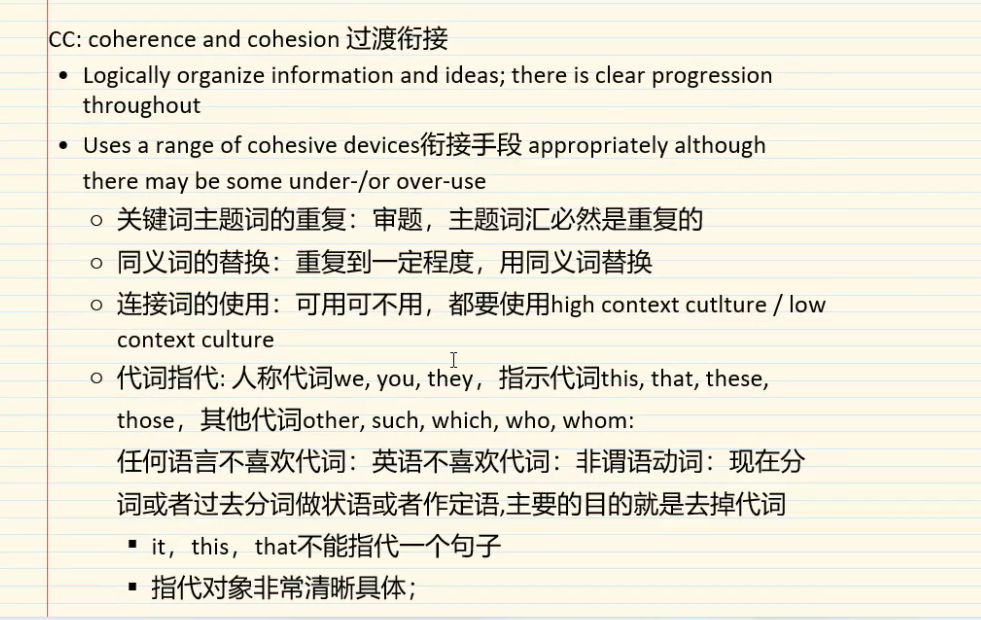 CC: coherence and cohesion 过渡衔接
• Logically organize information and ideas; there is clear progression
throughout
• Uses a range of cohesive devices衔接手段 appropriately although
there may be some under-/or over-use
○ 关键词主题词的重复：审题，主题词汇必然是重复的
○ 同义词的替换：重复到一定程度，用同义词替换
○ 连接词的使用：可用可不用，都要使用high context cutlture / low
context culture
○ 代词指代: 人称代词we, you, they，指示代词this, that, these,
those，其他代词other, such, which, who, whom:
任何语言不喜欢代词：英语不喜欢代词：非谓语动词：现在分
词或者过去分词做状语或者作定语,主要的目的就是去掉代词
▪ it，this，that不能指代一个句子
▪ 指代对象非常清晰具体；